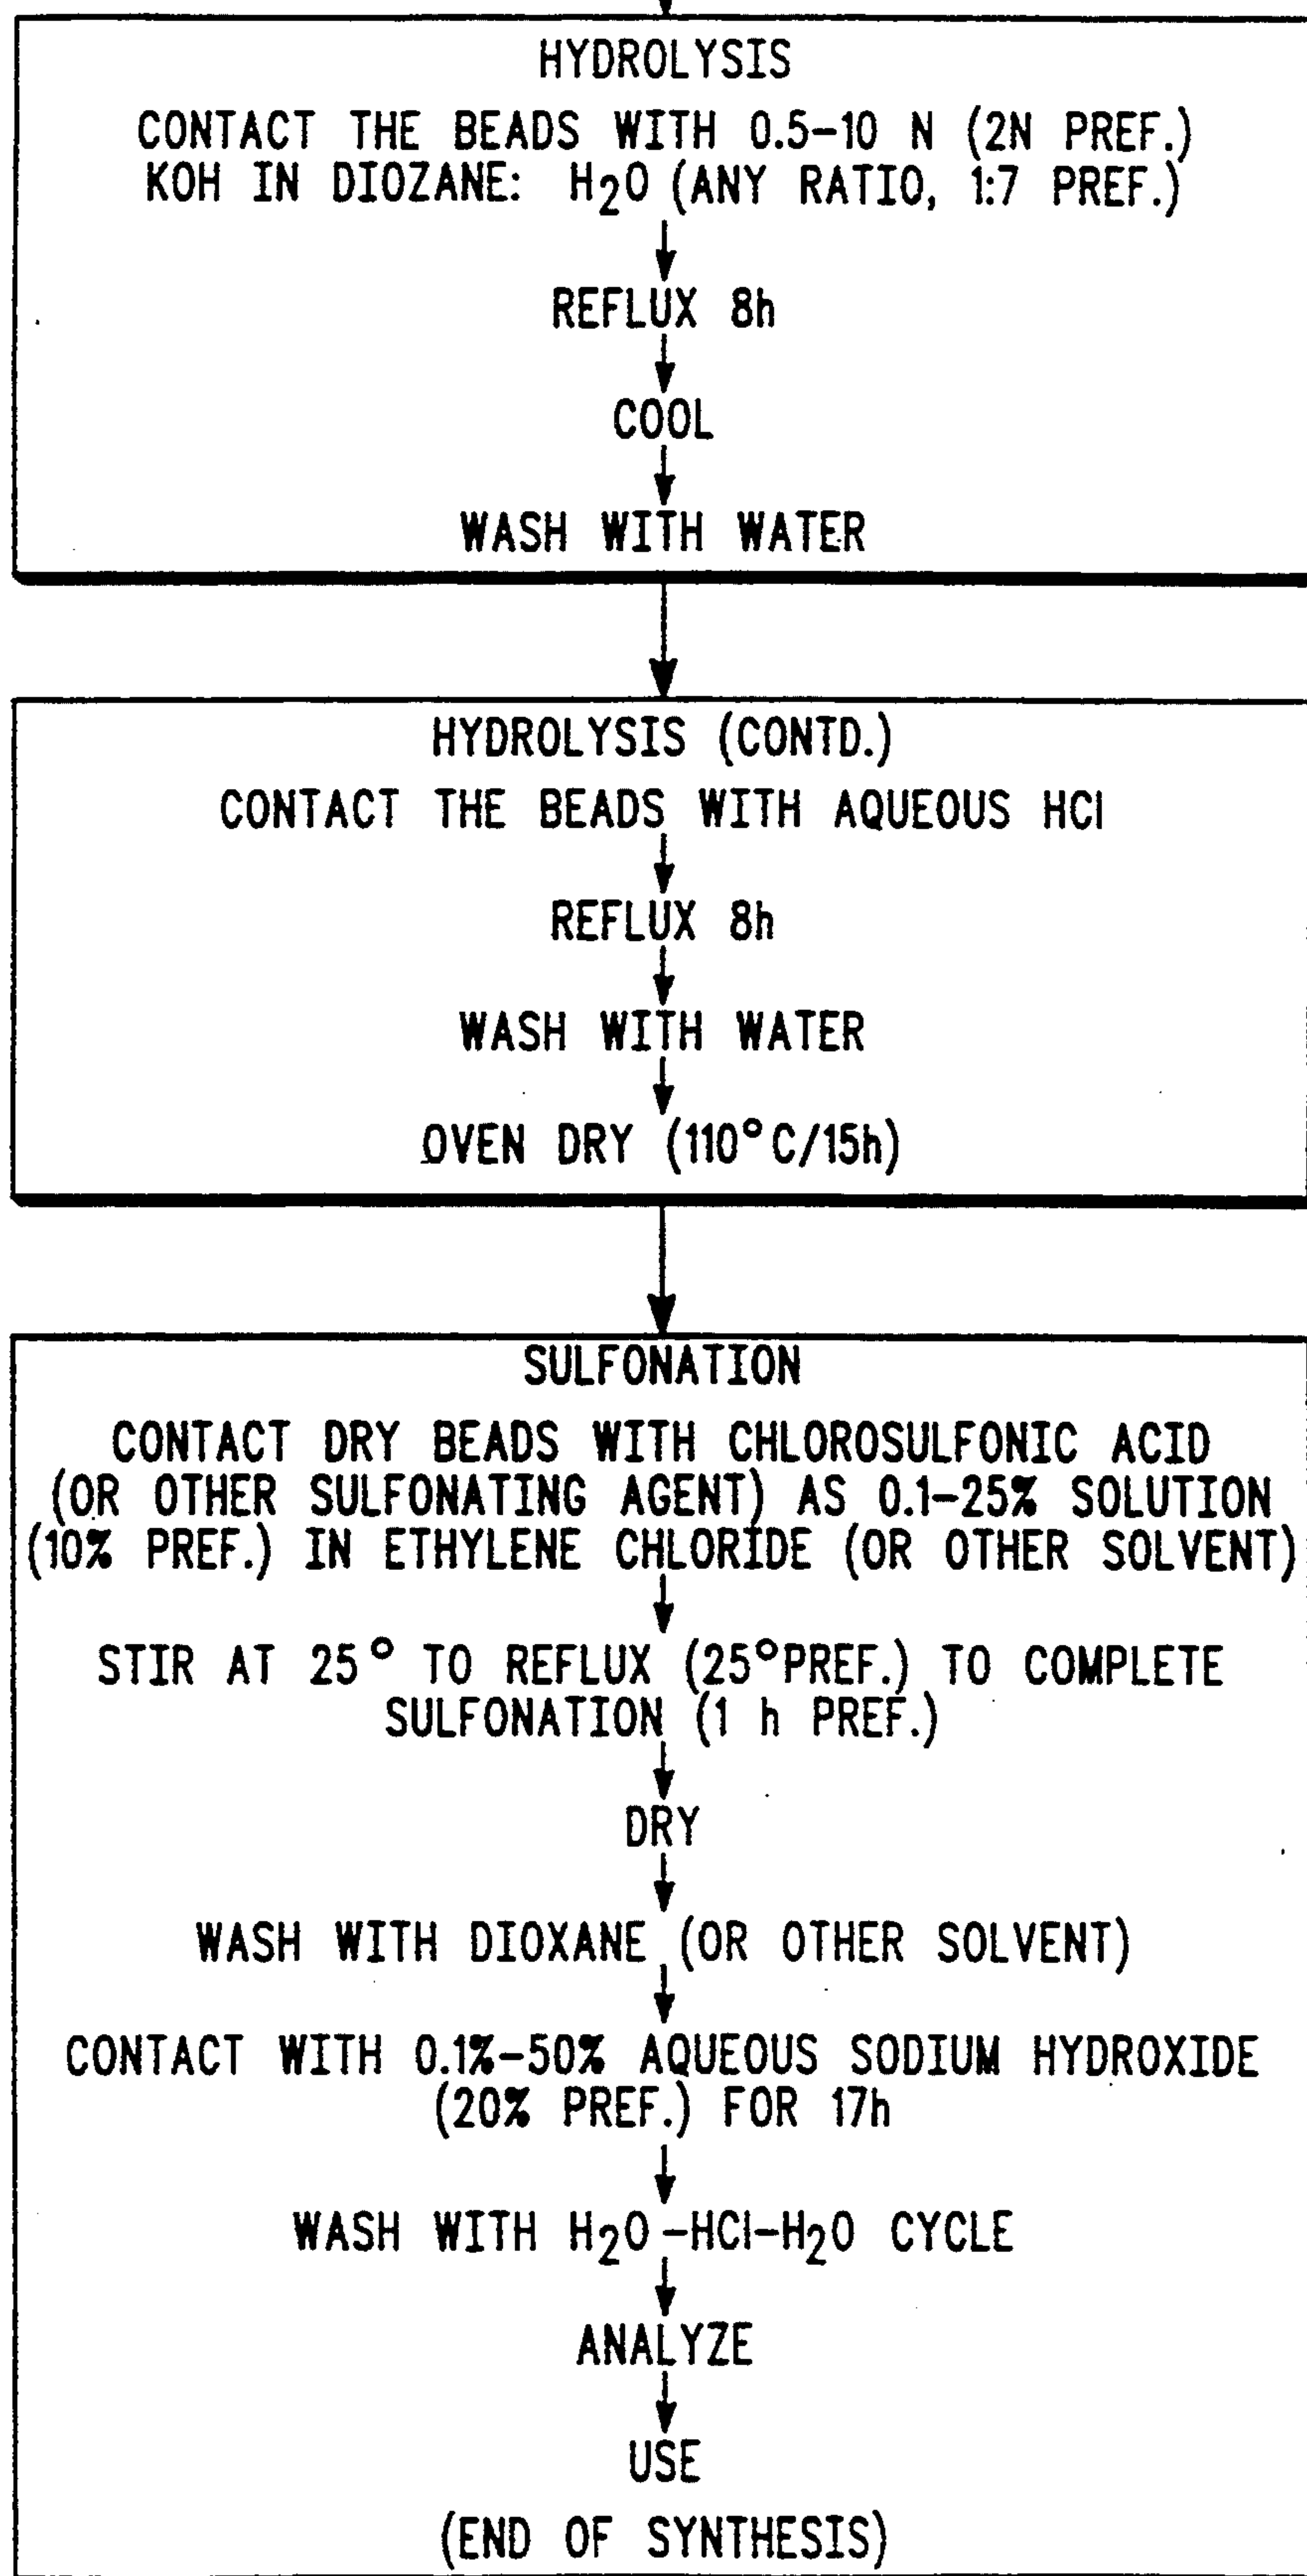 HYDROLYSIS
CONTACT THE BEADS WITH 0.5-10 N (2N PREF.)
KOH IN DIOZANE: H₂O (ANY RATIO, 1:7 PREF.)
REFLUX 8h
COOL
WASH WITH WATER
HYDROLYSIS (CONTD.)
CONTACT THE BEADS WITH AQUEOUS HCl
REFLUX 8h
WASH WITH WATER
OVEN DRY (110°C/15h)
SULFONATION
CONTACT DRY BEADS WITH CHLOROSULFONIC ACID
(OR OTHER SULFONATING AGENT) AS 0.1-25% SOLUTION
(10% PREF.) IN ETHYLENE CHLORIDE (OR OTHER SOLVENT)
STIR AT 25° TO REFLUX (25°PREF.) TO COMPLETE
SULFONATION (1 h PREF.)
DRY
WASH WITH DIOXANE (OR OTHER SOLVENT)
CONTACT WITH 0.1%-50% AQUEOUS SODIUM HYDROXIDE
(20% PREF.) FOR 17h
WASH WITH H₂O-HCl-H₂O CYCLE
ANALYZE
USE
(END OF SYNTHESIS)